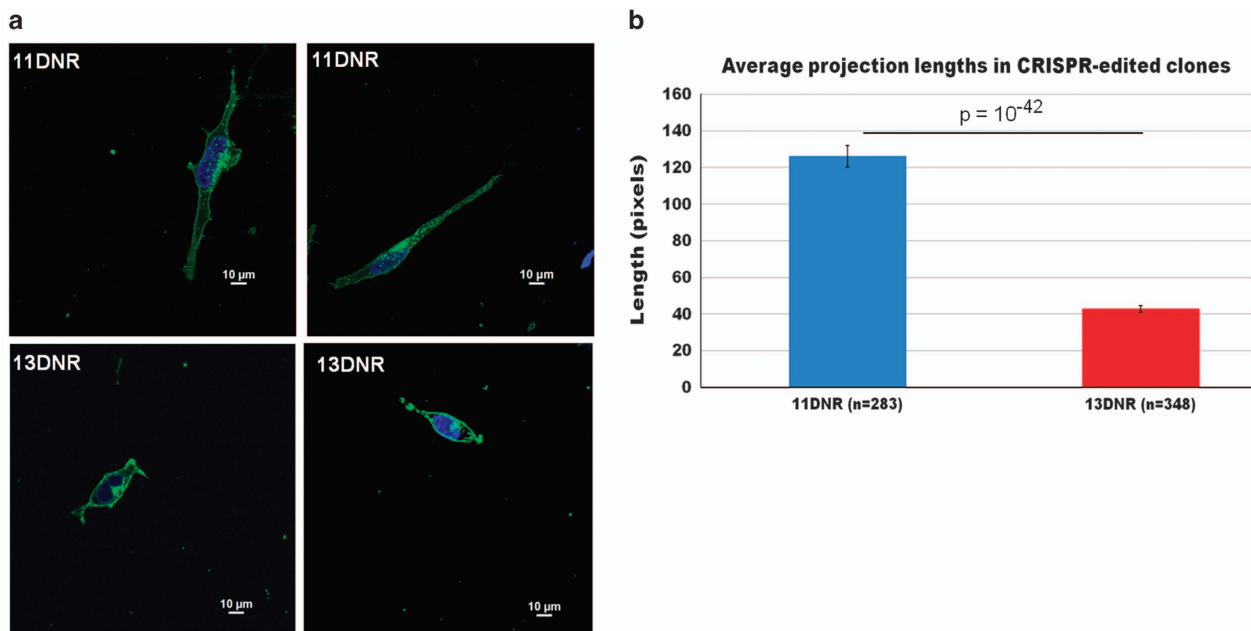 a
11DNR
10 µm
11DNR
10 µm
13DNR
10 µm
13DNR
10 µm
b
Average projection lengths in CRISPR-edited clones
p = 10⁻⁴²
Length (pixels)
160
140
120
100
80
60
40
20
0
11DNR (n=283)
13DNR (n=348)